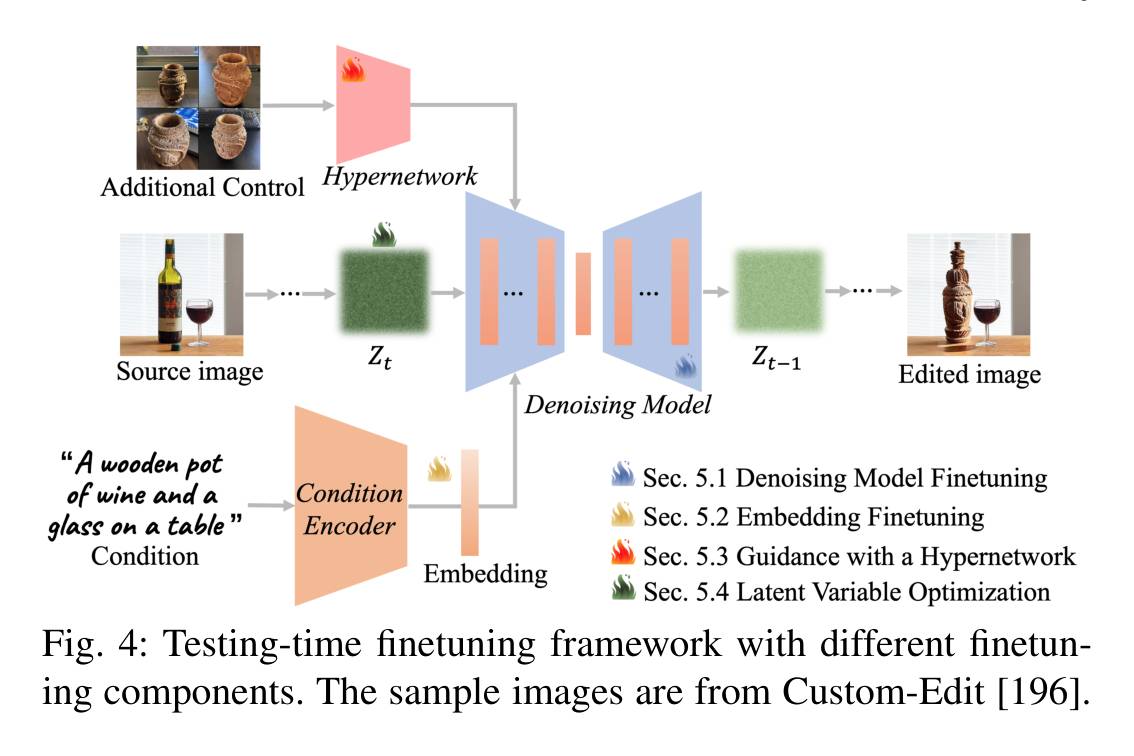 Additional Control
Hypernetwork
Source image
...
Z_t
...
...
Denoising Model
Z_{t-1}
...
Edited image
“A wooden pot
of wine and a
glass on a table”
Condition
Condition
Encoder
Embedding
Sec. 5.1 Denoising Model Finetuning
Sec. 5.2 Embedding Finetuning
Sec. 5.3 Guidance with a Hypernetwork
Sec. 5.4 Latent Variable Optimization
Fig. 4: Testing-time finetuning framework with different finetun-
ing components. The sample images are from Custom-Edit [196].